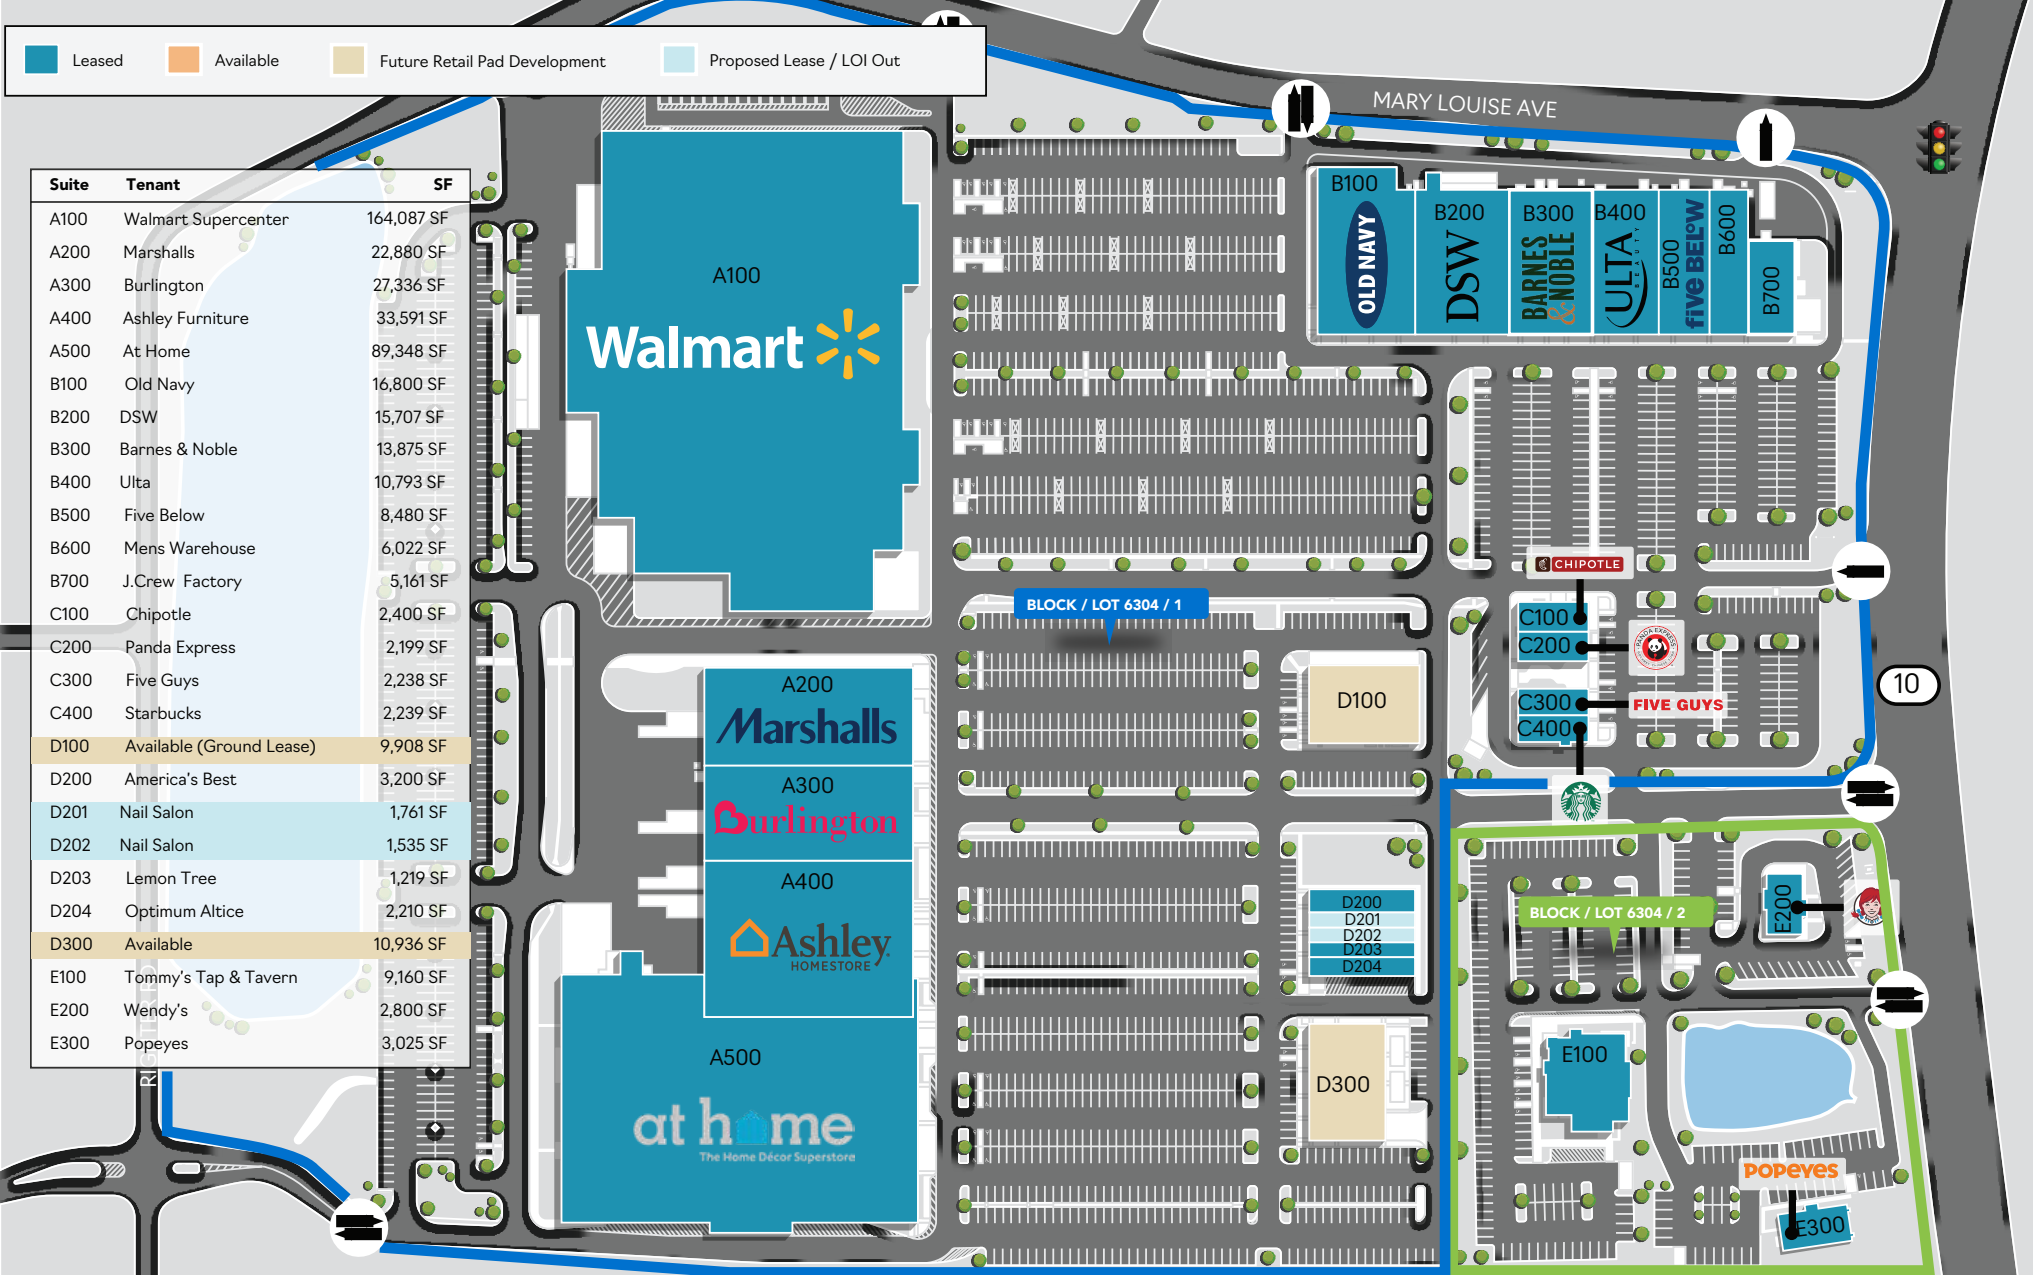 Leased
Available
Future Retail Pad Development
Proposed Lease / LOI Out
MARY LOUISE AVE
Suite Tenant SF
A100 Walmart Supercenter 164,087 SF
A200 Marshalls 22,880 SF
A300 Burlington 27,336 SF
A400 Ashley Furniture 33,591 SF
A500 At Home 89,348 SF
B100 Old Navy 16,800 SF
B200 DSW 15,707 SF
B300 Barnes & Noble 13,875 SF
B400 Ulta 10,793 SF
B500 Five Below 8,480 SF
B600 Mens Warehouse 6,022 SF
B700 J.Crew Factory 5,161 SF
C100 Chipotle 2,400 SF
C200 Panda Express 2,199 SF
C300 Five Guys 2,238 SF
C400 Starbucks 2,239 SF
D100 Available (Ground Lease) 9,908 SF
D200 America's Best 3,200 SF
D201 Nail Salon 1,761 SF
D202 Nail Salon 1,535 SF
D203 Lemon Tree 1,219 SF
D204 Optimum Altice 2,210 SF
D300 Available 10,936 SF
E100 Tommy's Tap & Tavern 9,160 SF
E200 Wendy's 2,800 SF
E300 Popeyes 3,025 SF
A100
Walmart
B100
OLD NAVY
B200
DSW
B300
BARNES
& NOBLE
B400
ULTA
BEAUTY
B500
five BEL°W
B600
B700
CHIPOTLE
C100
C200
PANDA EXPRESS
C300
FIVE GUYS
C400
10
BLOCK / LOT 6304 / 1
A200
Marshalls
A300
Burlington
A400
Ashley
HOMESTORE
A500
at home
The Home Décor Superstore
D100
D200
D201
D202
D203
D204
D300
BLOCK / LOT 6304 / 2
E200
E100
POPEYES
E300